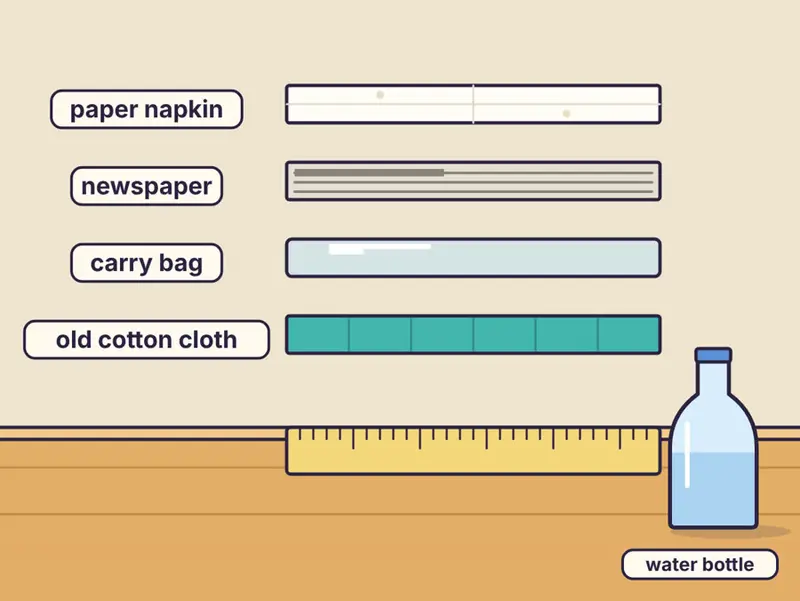 paper napkin
newspaper
carry bag
old cotton cloth
water bottle